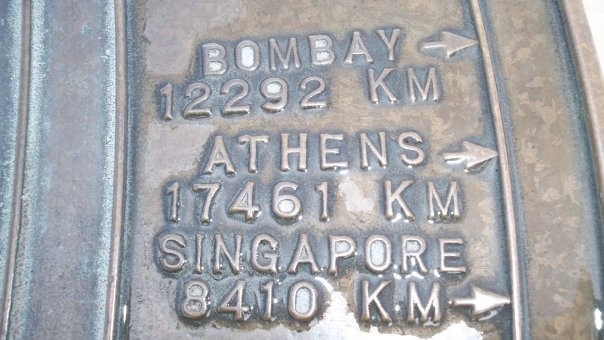 BOMBAY
12292 KM
ATHENS
17461 KM
SINGAPORE
8410 KM